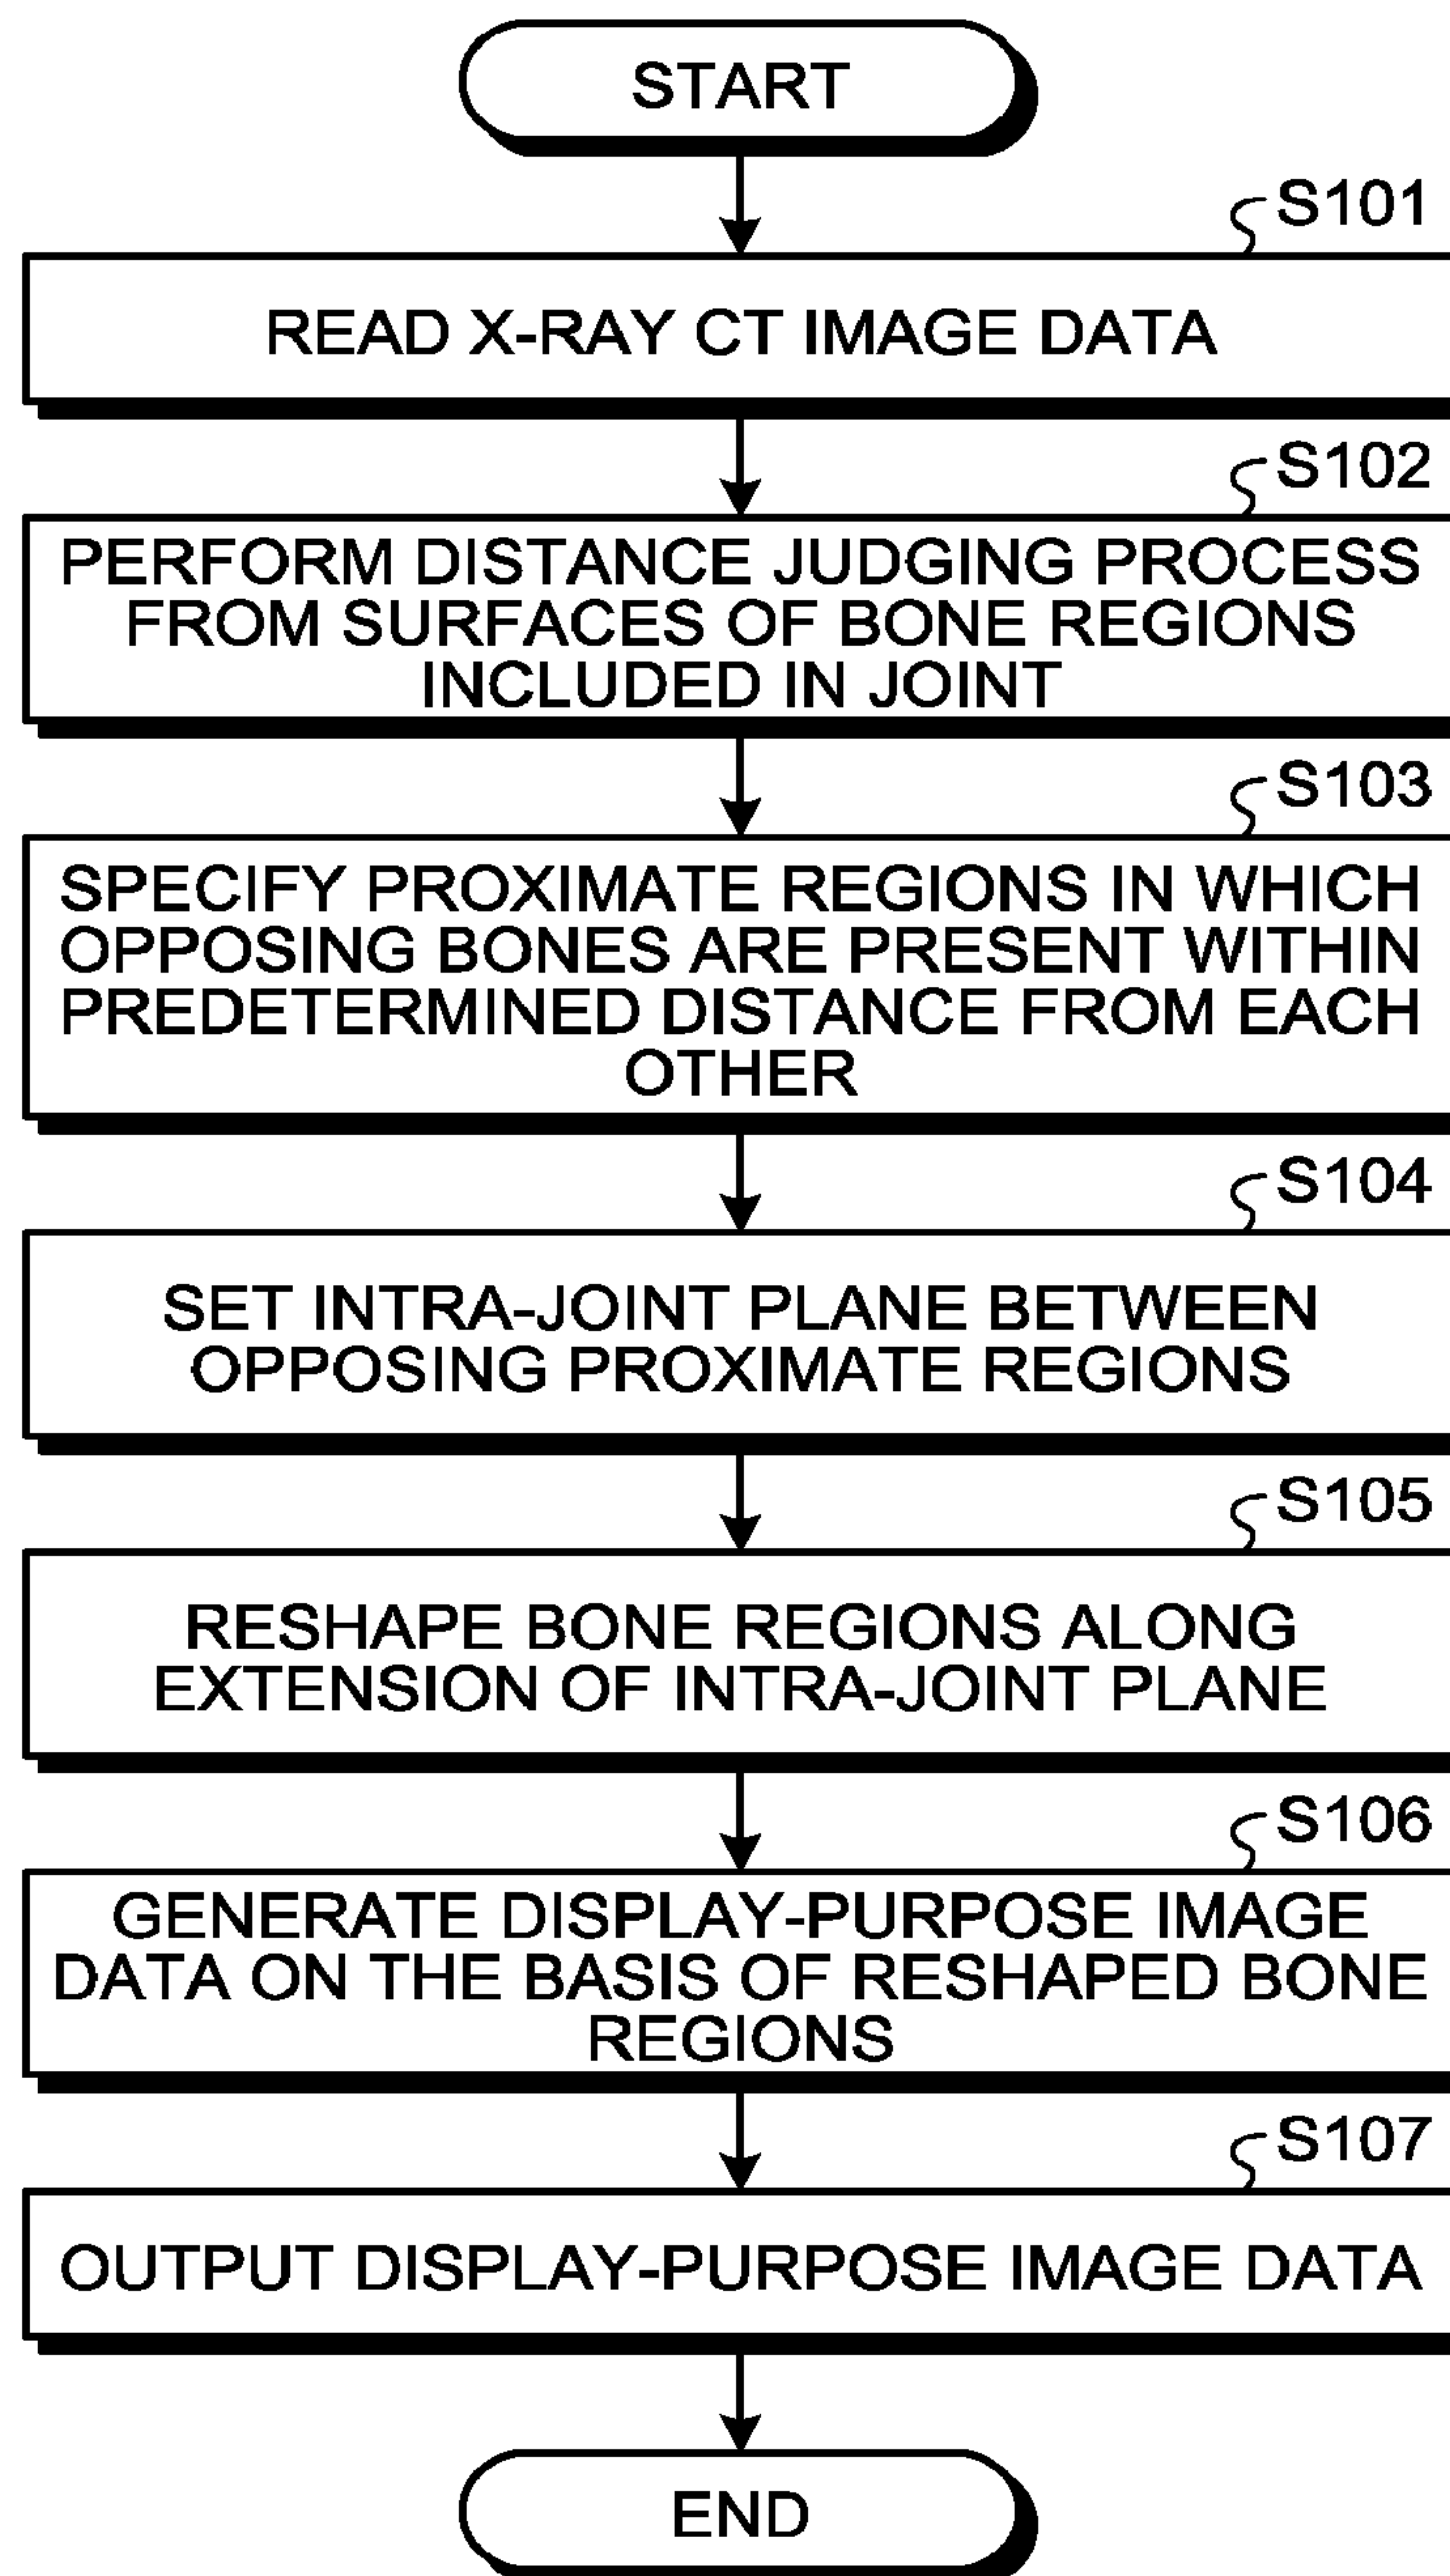 START
S101
READ X-RAY CT IMAGE DATA
S102
PERFORM DISTANCE JUDGING PROCESS
FROM SURFACES OF BONE REGIONS
INCLUDED IN JOINT
S103
SPECIFY PROXIMATE REGIONS IN WHICH
OPPOSING BONES ARE PRESENT WITHIN
PREDETERMINED DISTANCE FROM EACH
OTHER
S104
SET INTRA-JOINT PLANE BETWEEN
OPPOSING PROXIMATE REGIONS
S105
RESHAPE BONE REGIONS ALONG
EXTENSION OF INTRA-JOINT PLANE
S106
GENERATE DISPLAY-PURPOSE IMAGE
DATA ON THE BASIS OF RESHAPED BONE
REGIONS
S107
OUTPUT DISPLAY-PURPOSE IMAGE DATA
END